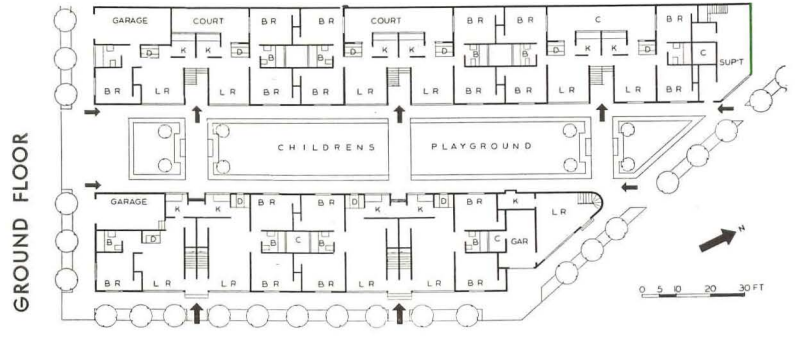 GROUND FLOOR
GARAGE COURT B R B R COURT B R B R C B R
D K K D D K K D D K K D C SUP'T
B B B B B
B R L R L R B R B R L R L R B R B R L R L R B R
CHILDRENS PLAYGROUND
GARAGE K K D B R B R K K D B R K
L R
B D B C B B C GAR
B R L R L R B R B R L R L R B R
N
0 5 10 20 30 FT